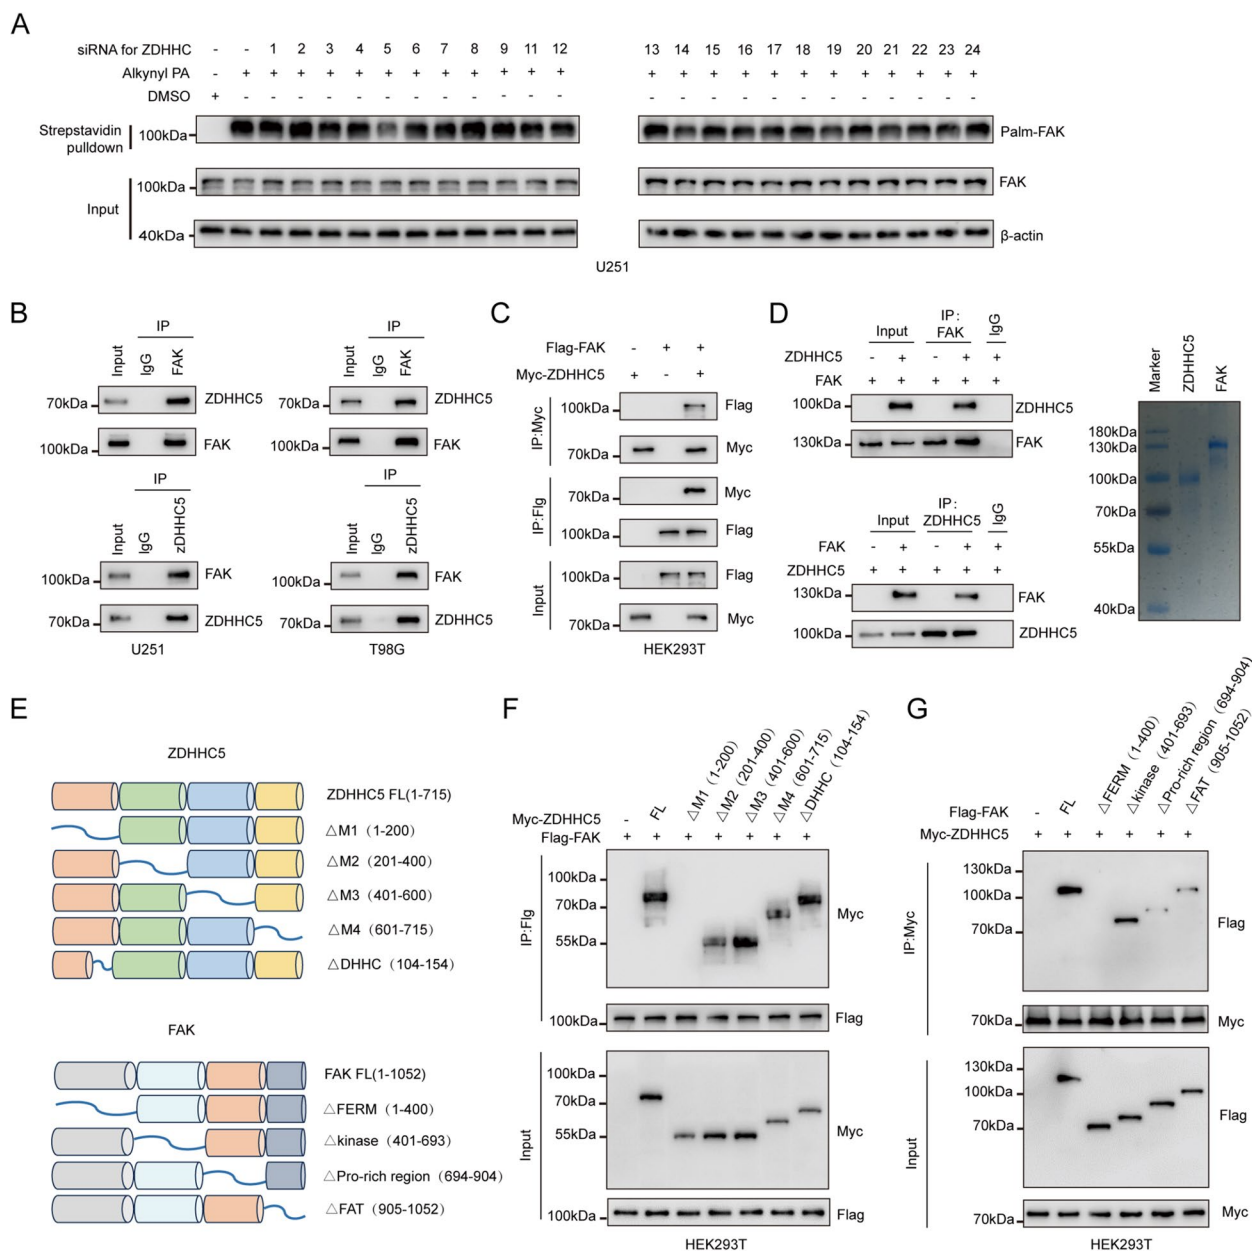 A
siRNA for ZDHHC - - 1 2 3 4 5 6 7 8 9 11 12 13 14 15 16 17 18 19 20 21 22 23 24
Alkynyl PA - + + + + + + + + + + + + + + + + + + + + + + + +
DMSO + - - - - - - - - - - - - - - - - - - - - - - - -
Strepstavidin pulldown 100kDa Palm-FAK
Input 100kDa FAK
40kDa β-actin
U251
B
IP IP
Input IgG FAK Input IgG FAK
70kDa ZDHHC5 70kDa ZDHHC5
100kDa FAK 100kDa FAK
IP IP
Input IgG zDHHC5 Input IgG zDHHC5
100kDa FAK 100kDa FAK
70kDa ZDHHC5 70kDa ZDHHC5
U251 T98G
C
Flag-FAK - + +
Myc-ZDHHC5 + - +
IP:Myc 100kDa Flag
70kDa Myc
IP:Flg 70kDa Myc
100kDa Flag
Input 100kDa Flag
70kDa Myc
HEK293T
D
Input IP: FAK IgG
ZDHHC5 - + - + +
FAK + + + + +
100kDa ZDHHC5
130kDa FAK
Input IP: ZDHHC5 IgG
FAK - + - + +
ZDHHC5 + + + + +
130kDa FAK
100kDa ZDHHC5
Marker ZDHHC5 FAK
180kDa
130kDa
100kDa
70kDa
55kDa
40kDa
E
ZDHHC5
ZDHHC5 FL(1-715)
△M1 (1-200)
△M2 (201-400)
△M3 (401-600)
△M4 (601-715)
△DHHC (104-154)
FAK
FAK FL(1-1052)
△FERM (1-400)
△kinase (401-693)
△Pro-rich region (694-904)
△FAT (905-1052)
F
Myc-ZDHHC5 - FL △M1 (1-200) △M2 (201-400) △M3 (401-600) △M4 (601-715) △DHHC (104-154)
Flag-FAK + + + + + + +
IP:Flg
100kDa
70kDa Myc
55kDa
100kDa Flag
Input
100kDa
70kDa
55kDa Myc
100kDa Flag
HEK293T
G
Flag-FAK - FL △FERM (1-400) △kinase (401-693) △Pro-rich region (694-904) △FAT (905-1052)
Myc-ZDHHC5 + + + + + +
IP:Myc
130kDa
100kDa
70kDa Flag
70kDa Myc
Input
130kDa
100kDa Flag
70kDa
70kDa Myc
HEK293T